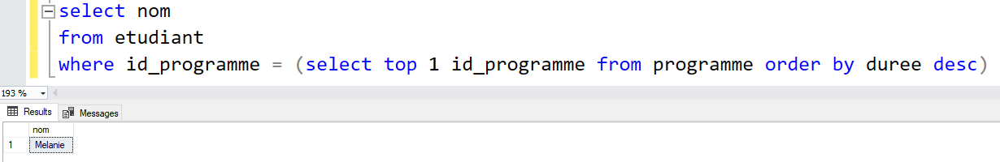 select nom
from etudiant
where id_programme = (select top 1 id_programme from programme order by duree desc)
193 %
Results Messages
nom
1 Melanie